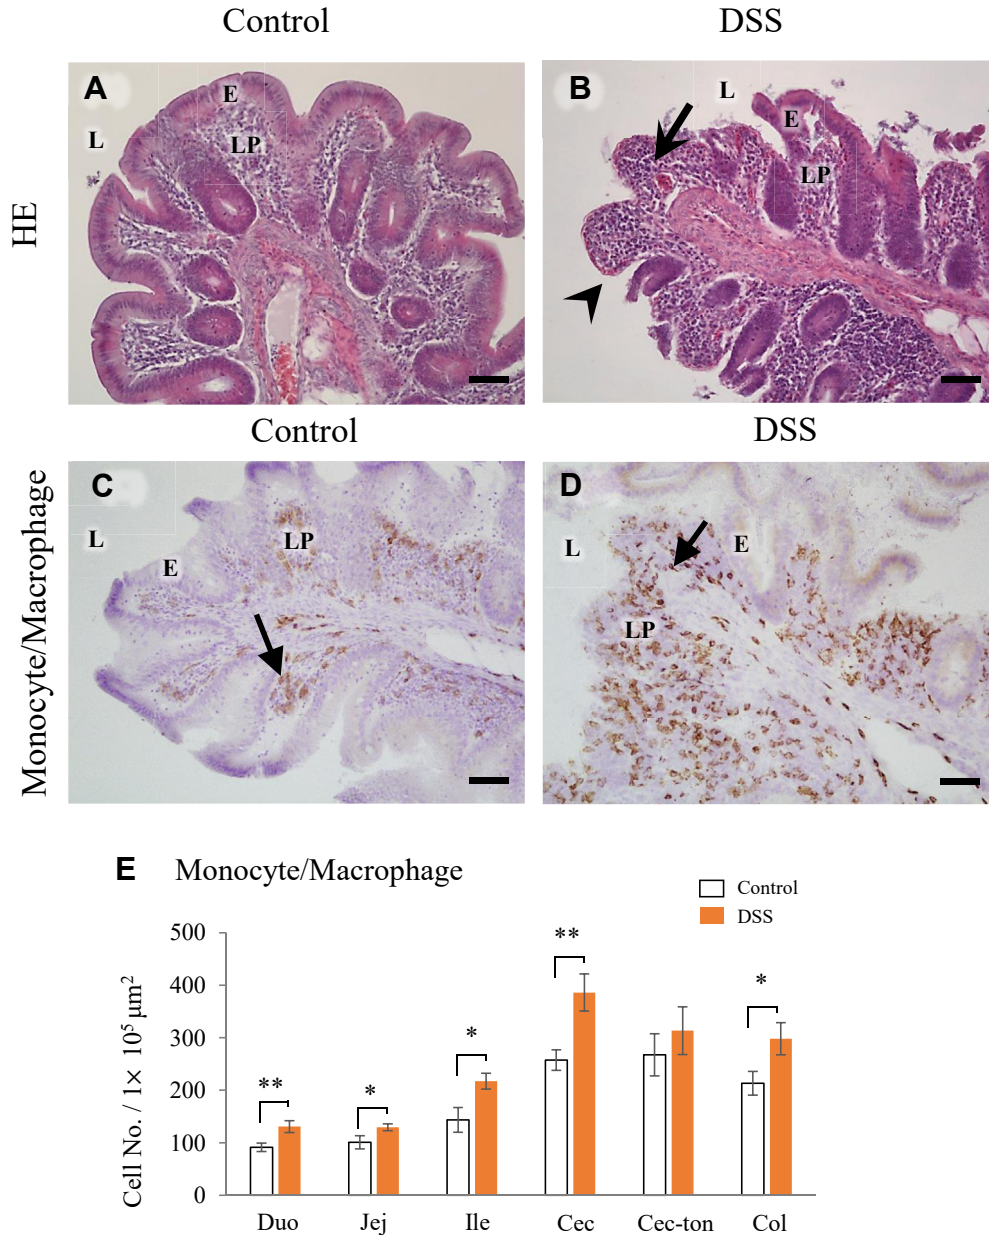 Control
DSS
HE
A
E
L
LP
B
L
E
LP
Control
DSS
Monocyte/Macrophage
C
L
E
LP
D
L
E
LP
E Monocyte/Macrophage
Control
DSS
Cell No. / 1× 10⁵ μm²
500
400
300
200
100
0
**
*
*
**
*
Duo Jej Ile Cec Cec-ton Col